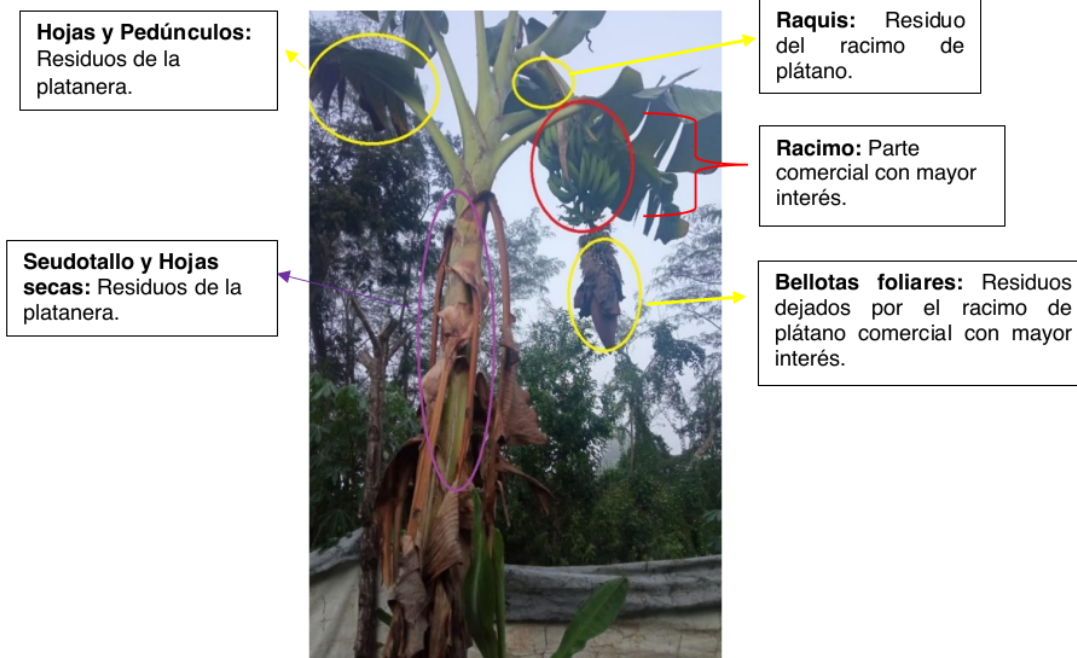 Hojas y Pedúnculos:
Residuos de la
platanera.
Raquis: Residuo
del racimo de
plátano.
Racimo: Parte
comercial con mayor
interés.
Seudotallo y Hojas
secas: Residuos de la
platanera.
Bellotas foliares: Residuos
dejados por el racimo de
plátano comercial con mayor
interés.